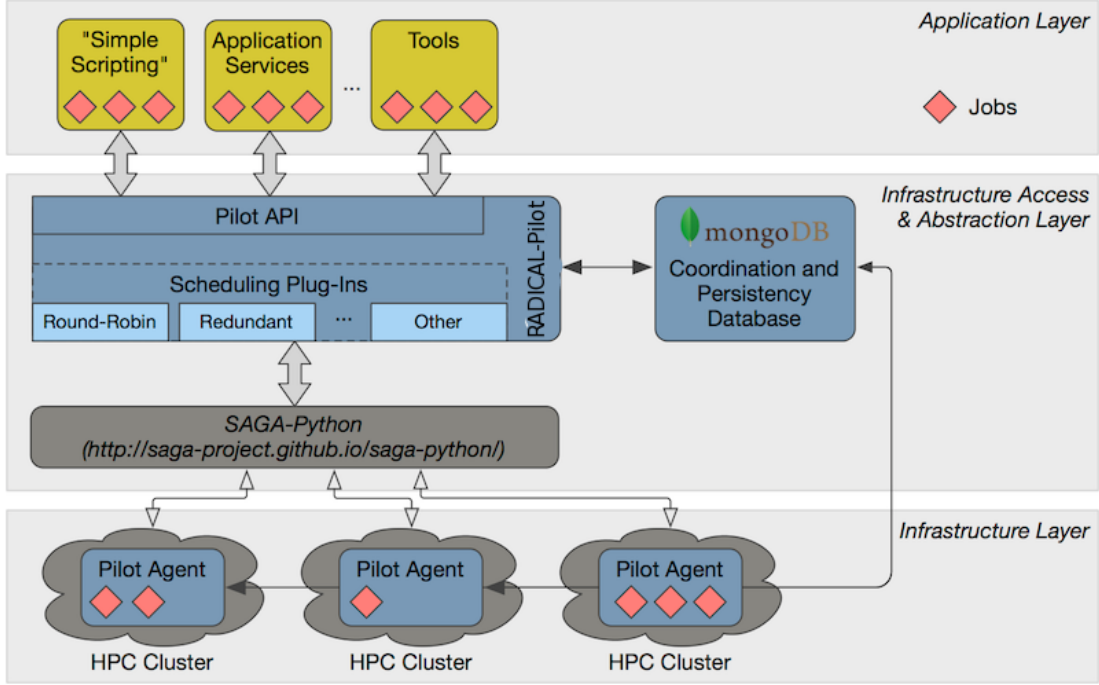 Application Layer
"Simple
Scripting"
Application
Services
...
Tools
Jobs
Infrastructure Access
& Abstraction Layer
Pilot API
RADICAL-Pilot
Scheduling Plug-Ins
Round-Robin
Redundant
...
Other
mongoDB
Coordination and
Persistency
Database
SAGA-Python
(http://saga-project.github.io/saga-python/)
Infrastructure Layer
Pilot Agent
Pilot Agent
Pilot Agent
HPC Cluster
HPC Cluster
HPC Cluster